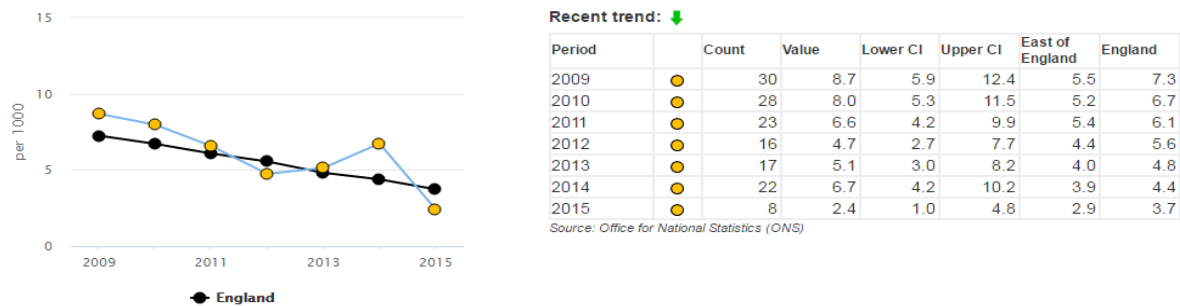 15
10
5
0
per 1000
2009 2011 2013 2015
England
Recent trend:
Period Count Value Lower CI Upper CI East of England England
2009 30 8.7 5.9 12.4 5.5 7.3
2010 28 8.0 5.3 11.5 5.2 6.7
2011 23 6.6 4.2 9.9 5.4 6.1
2012 16 4.7 2.7 7.7 4.4 5.6
2013 17 5.1 3.0 8.2 4.0 4.8
2014 22 6.7 4.2 10.2 3.9 4.4
2015 8 2.4 1.0 4.8 2.9 3.7
Source: Office for National Statistics (ONS)